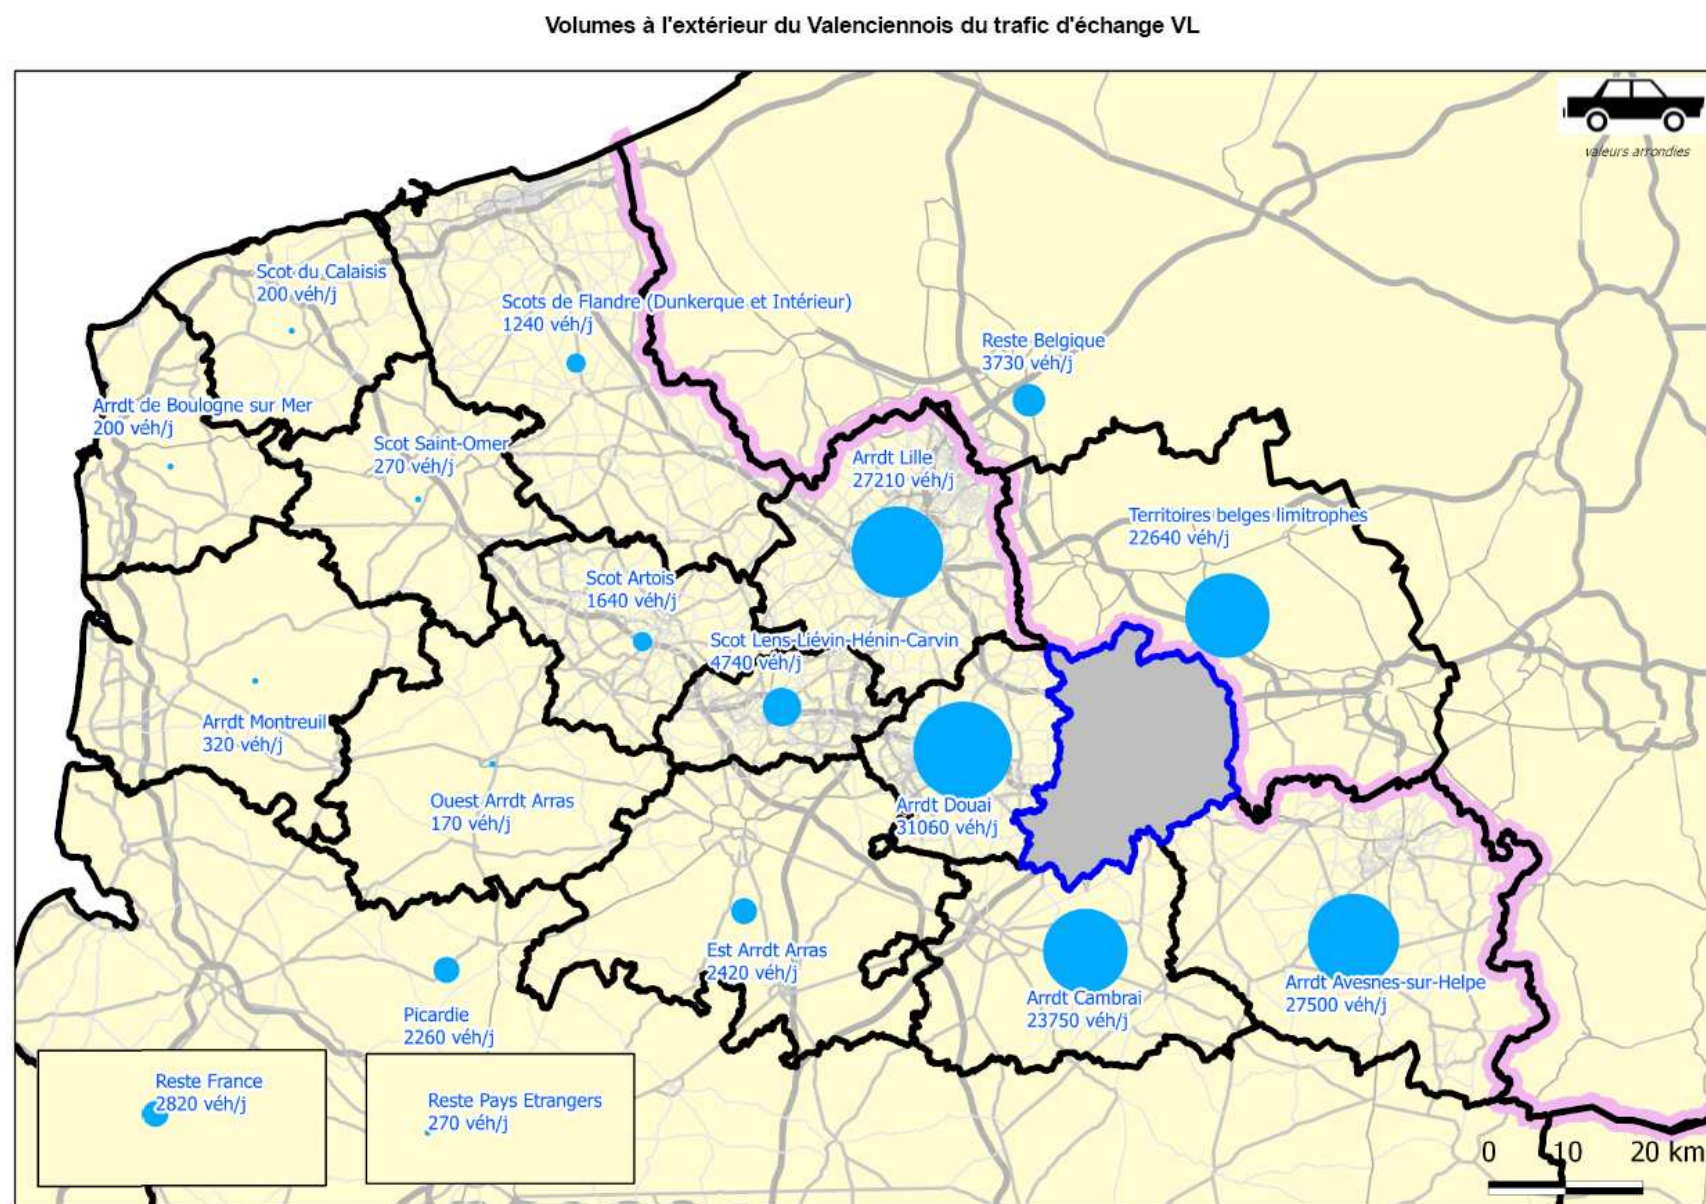 Volumes à l'extérieur du Valenciennois du trafic d'échange VL
valeurs arrondies
Scot du Calaisis
200 véh/j
Scots de Flandre (Dunkerque et Intérieur)
1240 véh/j
Reste Belgique
3730 véh/j
Arrdt de Boulogne sur Mer
200 véh/j
Scot Saint-Omer
270 véh/j
Arrdt Lille
27210 véh/j
Territoires belges limitrophes
22640 véh/j
Scot Artois
1640 véh/j
Scot Lens-Liévin-Hénin-Carvin
4740 véh/j
Arrdt Montreuil
320 véh/j
Ouest Arrdt Arras
170 véh/j
Arrdt Douai
31060 véh/j
Est Arrdt Arras
2420 véh/j
Arrdt Cambrai
23750 véh/j
Arrdt Avesnes-sur-Helpe
27500 véh/j
Picardie
2260 véh/j
Reste France
2820 véh/j
Reste Pays Etrangers
270 véh/j
0 10 20 km